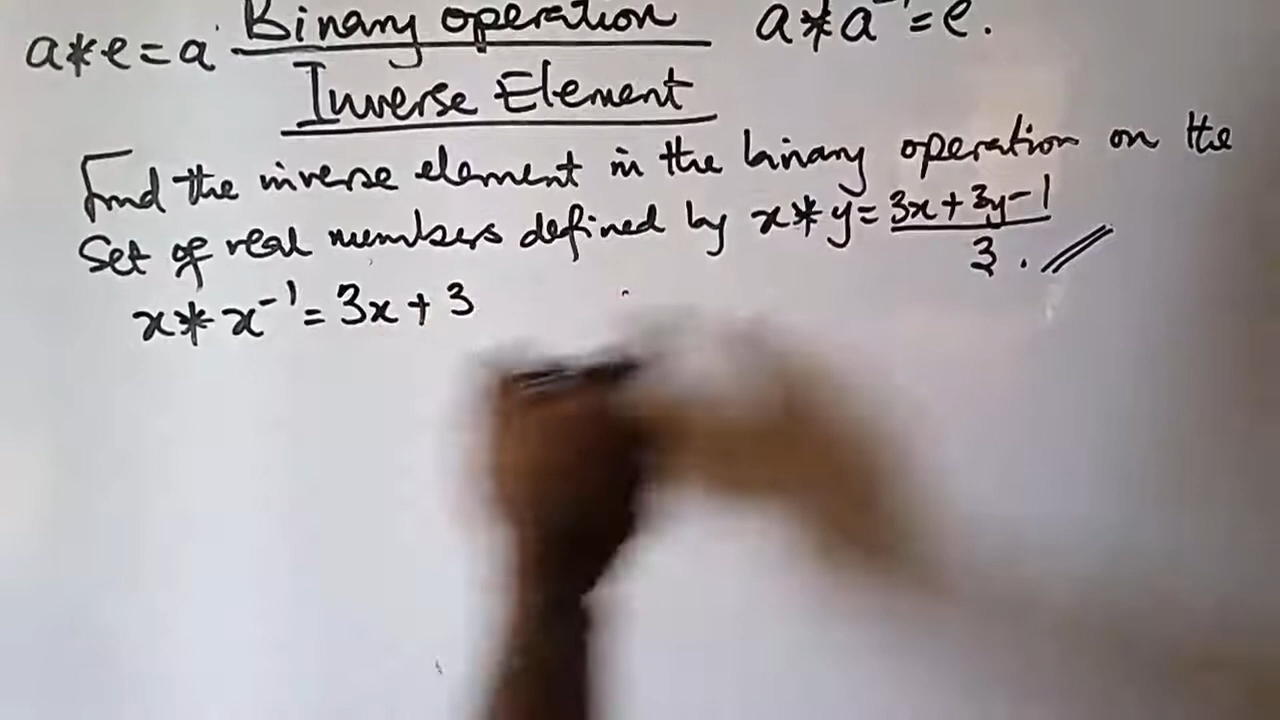 a*e=a Binary operation a*a⁻¹=e.
Inverse Element
Find the inverse element in the binary operation on the
Set of real members defined by x*y=3x+3y-1
3.
x*x⁻¹=3x+3